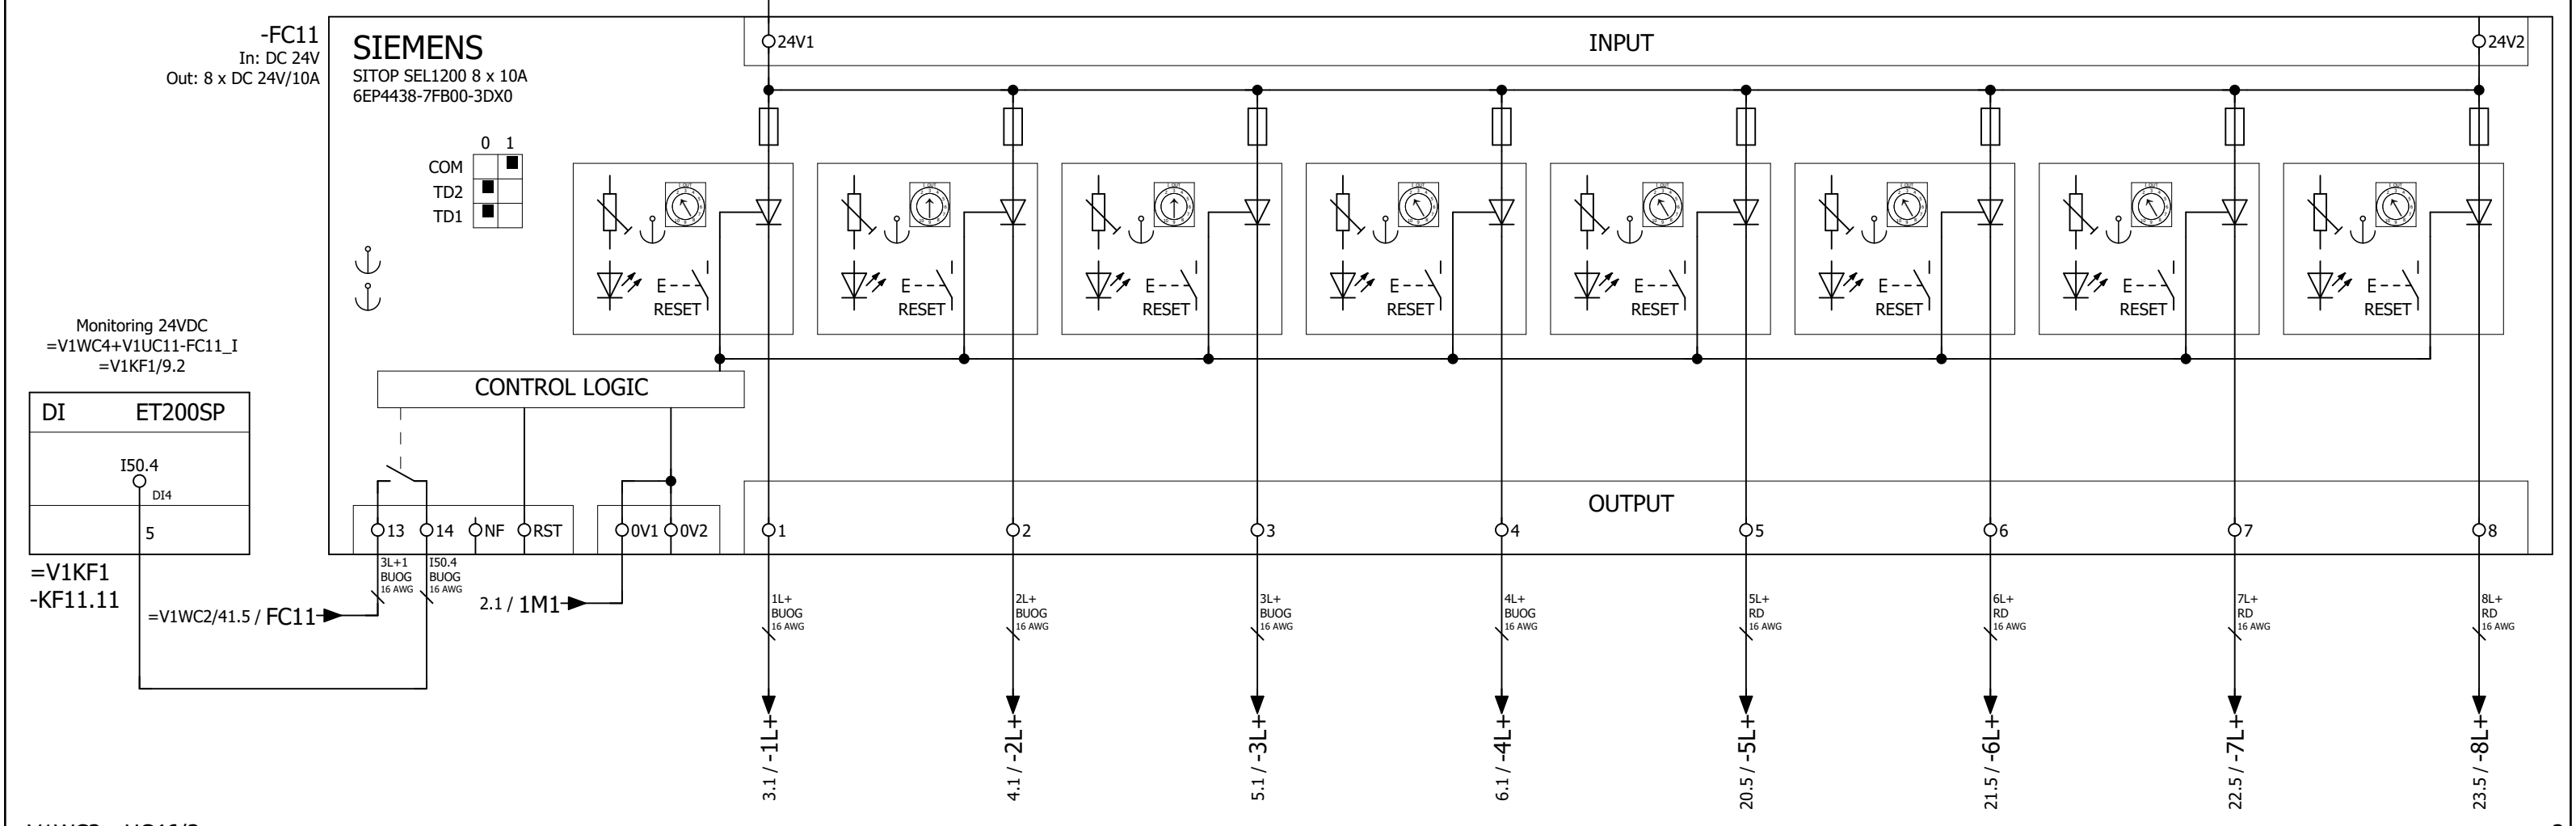 -FC11
In: DC 24V
Out: 8 x DC 24V/10A
SIEMENS
SITOP SEL1200 8 x 10A
6EP4438-7FB00-3DX0
24V1
INPUT
24V2
0 1
COM
TD2
TD1
E RESET
E RESET
E RESET
E RESET
E RESET
E RESET
E RESET
E RESET
Monitoring 24VDC
=V1WC4+V1UC11-FC11_I
=V1KF1/9.2
DI ET200SP
I50.4
DI4
5
=V1KF1
-KF11.11
CONTROL LOGIC
OUTPUT
13 14 NF RST 0V1 0V2 1 2 3 4 5 6 7 8
3L+1
BUOG
16 AWG
I50.4
BUOG
16 AWG
=V1WC2/41.5 / FC11
2.1 / 1M1
1L+
BUOG
16 AWG
2L+
BUOG
16 AWG
3L+
BUOG
16 AWG
4L+
BUOG
16 AWG
5L+
RD
16 AWG
6L+
RD
16 AWG
7L+
RD
16 AWG
8L+
RD
16 AWG
3.1 / -1L+
4.1 / -2L+
5.1 / -3L+
6.1 / -4L+
20.5 / -5L+
21.5 / -6L+
22.5 / -7L+
23.5 / -8L+